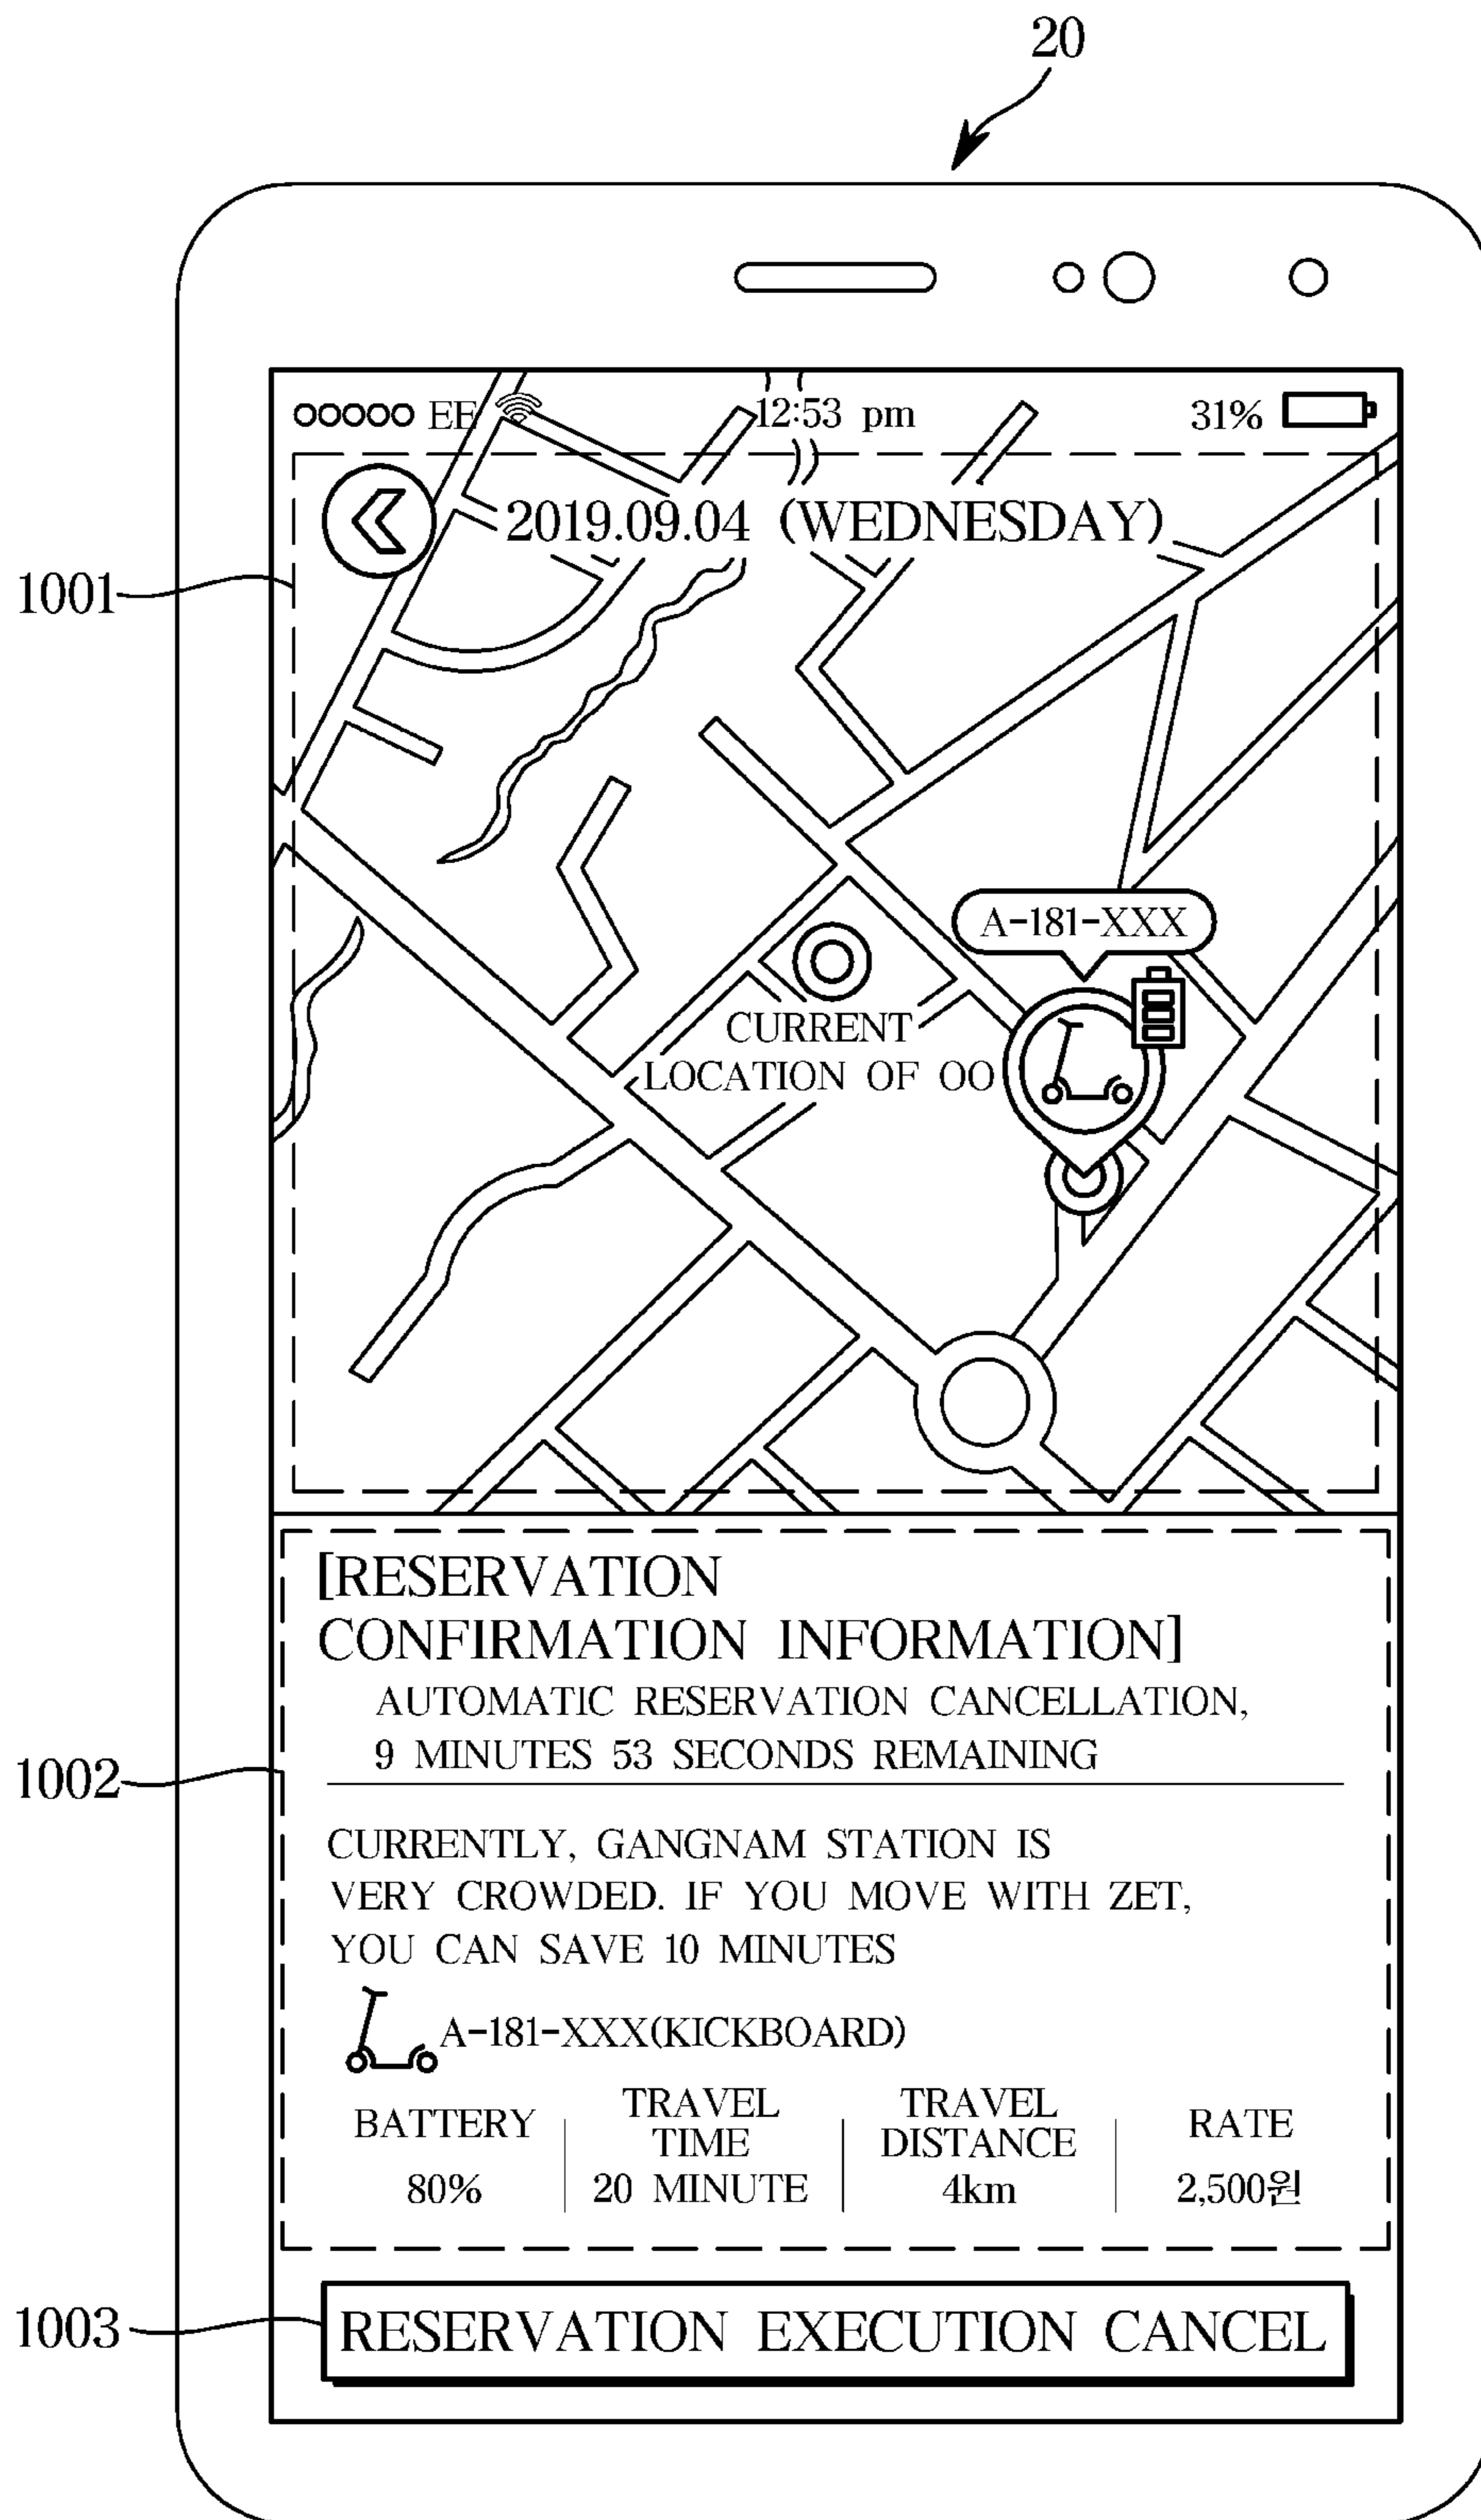 20
EE 12:53 pm 31%
2019.09.04 (WEDNESDAY)
1001
A-181-XXX
CURRENT
LOCATION OF OO
[RESERVATION
CONFIRMATION INFORMATION]
AUTOMATIC RESERVATION CANCELLATION,
9 MINUTES 53 SECONDS REMAINING
1002
CURRENTLY, GANGNAM STATION IS
VERY CROWDED. IF YOU MOVE WITH ZET,
YOU CAN SAVE 10 MINUTES
A-181-XXX(KICKBOARD)
BATTERY
80%
TRAVEL
TIME
20 MINUTE
TRAVEL
DISTANCE
4km
RATE
2,500원
1003
RESERVATION EXECUTION CANCEL